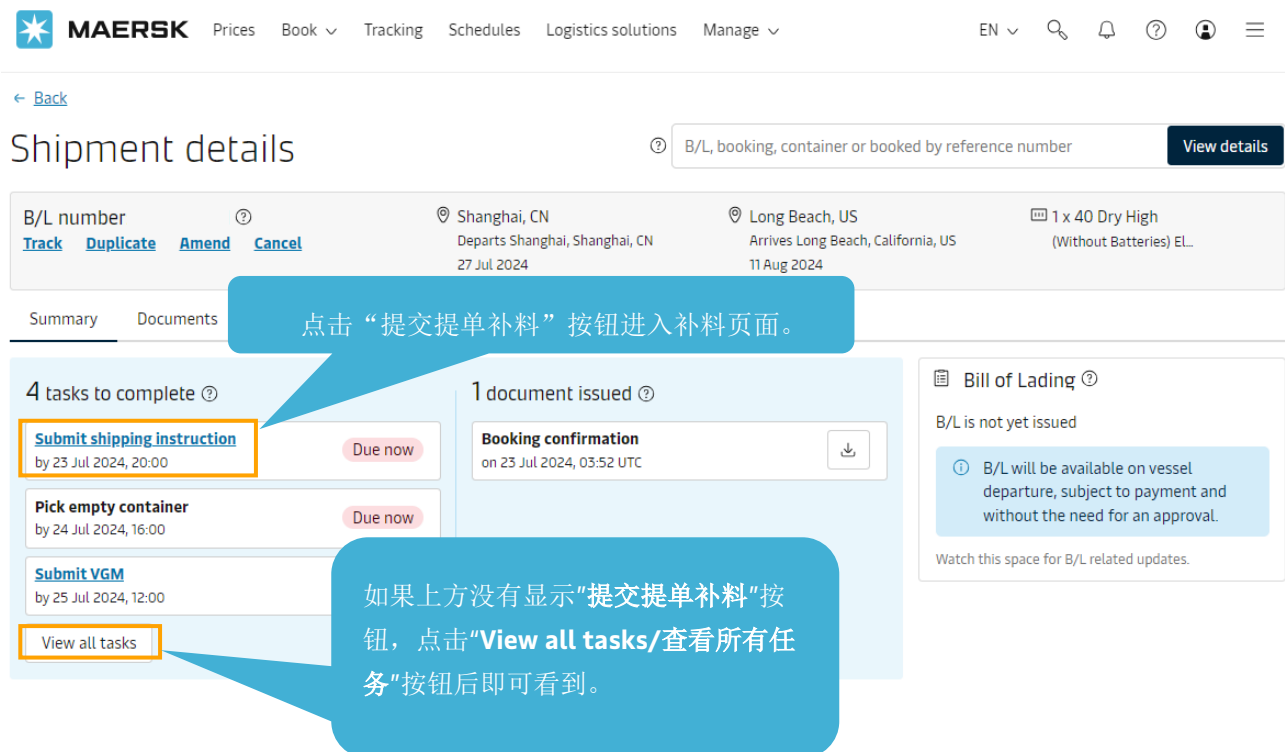 MAERSK Prices Book Tracking Schedules Logistics solutions Manage EN
← Back
Shipment details
B/L, booking, container or booked by reference number View details
B/L number
Track Duplicate Amend Cancel
Shanghai, CN
Departs Shanghai, Shanghai, CN
27 Jul 2024
Long Beach, US
Arrives Long Beach, California, US
11 Aug 2024
1 x 40 Dry High
(Without Batteries) El...
Summary Documents
点击“提交提单补料”按钮进入补料页面。
4 tasks to complete
Submit shipping instruction
by 23 Jul 2024, 20:00
Due now
Pick empty container
by 24 Jul 2024, 16:00
Due now
Submit VGM
by 25 Jul 2024, 12:00
View all tasks
1 document issued
Booking confirmation
on 23 Jul 2024, 03:52 UTC
如果上方没有显示"提交提单补料"按
钮，点击“View all tasks/查看所有任
务"按钮后即可看到。
Bill of Lading
B/L is not yet issued
B/L will be available on vessel
departure, subject to payment and
without the need for an approval.
Watch this space for B/L related updates.